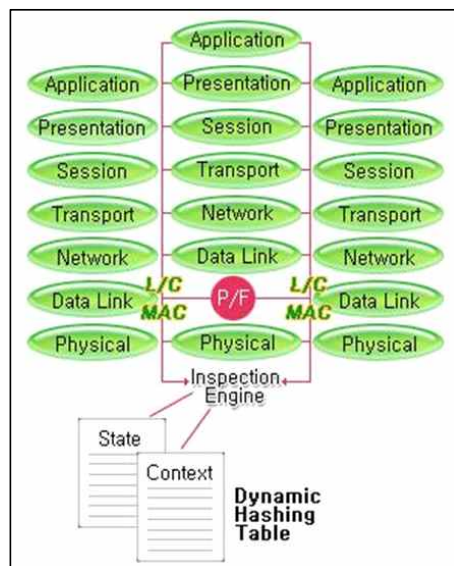 Application
Application Presentation Application
Presentation Session Presentation
Session Transport Session
Transport Network Transport
Network Data Link Network
L/C L/C
Data Link P/F Data Link
MAC MAC
Physical Physical Physical
Inspection
Engine
State
Context
Dynamic
Hashing
Table